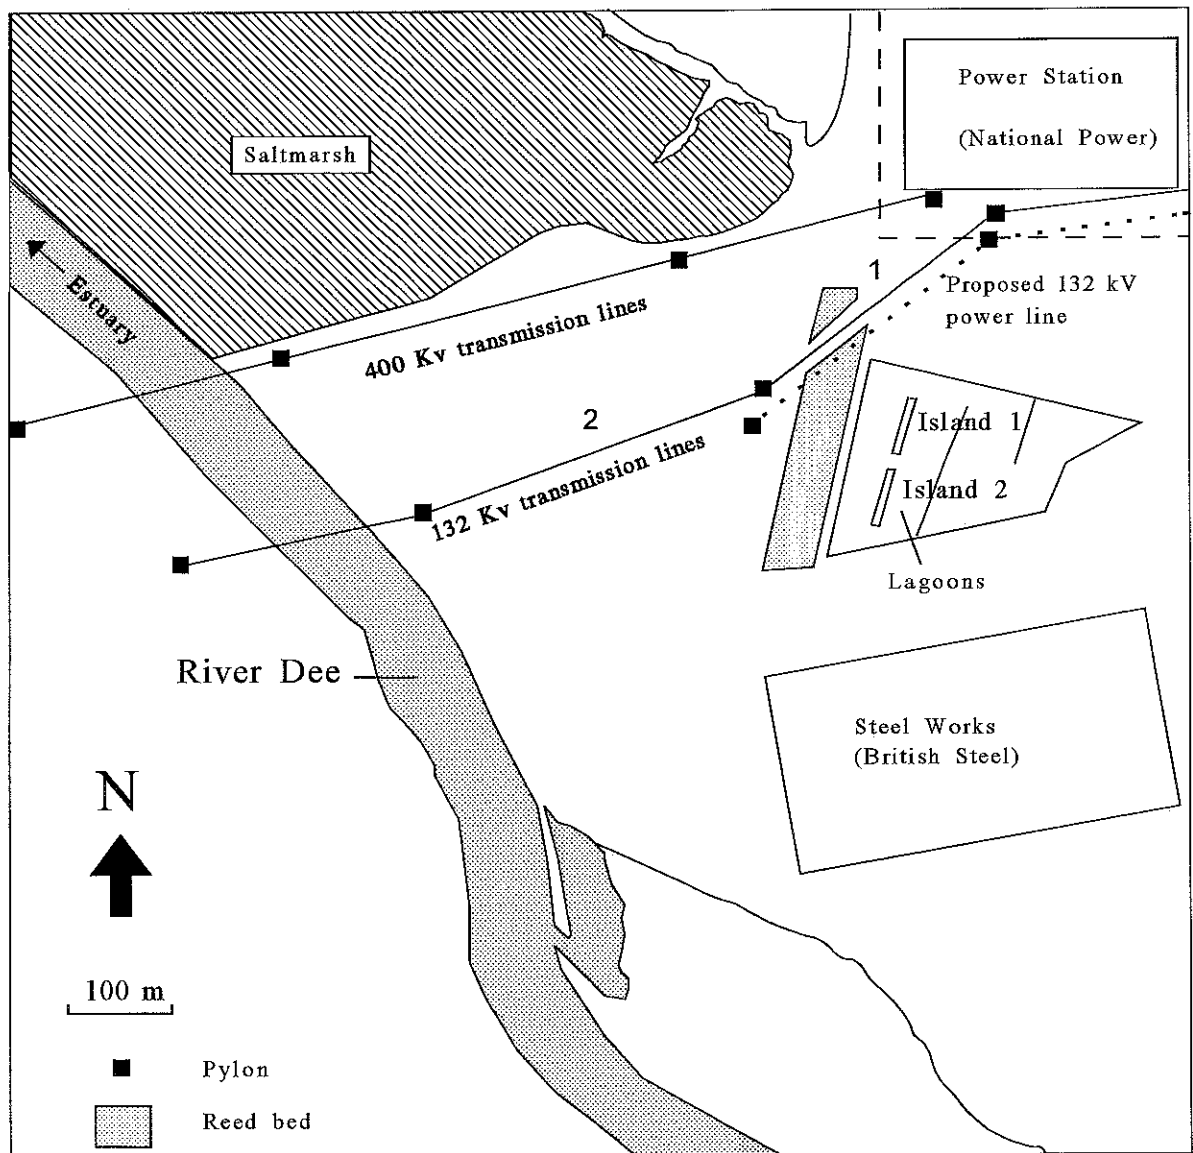 Power Station
(National Power)
Saltmarsh
Estuary
1
Proposed 132 kV
power line
400 Kv transmission lines
2
132 Kv transmission lines
Island 1
Island 2
Lagoons
River Dee
Steel Works
(British Steel)
N
100 m
Pylon
Reed bed